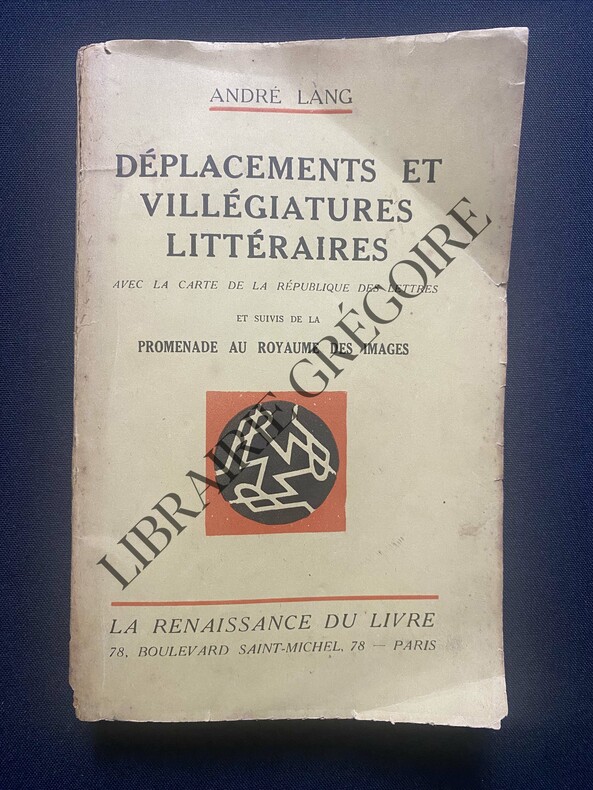 ANDRÉ LANG
DÉPLACEMENTS ET
VILLÉGIATURES
LITTÉRAIRES
AVEC LA CARTE DE LA RÉPUBLIQUE DES LETTRES
ET SUIVIS DE LA
PROMENADE AU ROYAUME DES IMAGES
LIBRAIRIE GRÉGOIRE
LA RENAISSANCE DU LIVRE
78, BOULEVARD SAINT-MICHEL, 78 — PARIS